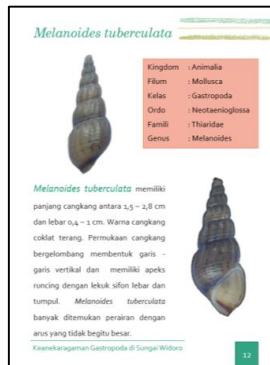 Melanoides tuberculata
Kingdom : Animalia
Filum : Mollusca
Kelas : Gastropoda
Ordo : Neotaenioglossa
Famili : Thiaridae
Genus : Melanoides
Melanoides tuberculata memiliki
panjang cangkang antara 1,5 – 2,8 cm
dan lebar 0,4 – 1 cm. Warna cangkang
coklat terang. Permukaan cangkang
bergelombang membentuk garis -
garis vertikal dan memiliki apeks
runcing dengan lekuk sifon lebar dan
tumpul. Melanoides tuberculata
banyak ditemukan perairan dengan
arus yang tidak begitu besar.
Keanekaragaman Gastropoda di Sungai Widoro
12